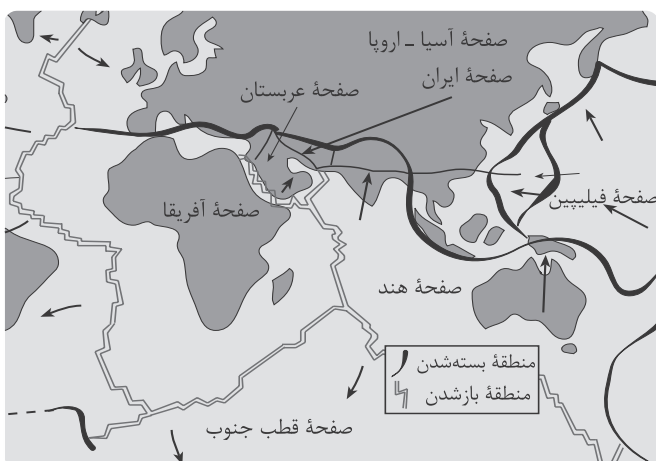 صفحهٔ آسیا ـ اروپا
صفحهٔ ایران
صفحهٔ عربستان
صفحهٔ آفریقا
صفحهٔ فیلیپین
صفحهٔ هند
منطقهٔ بسته‌شدن
منطقهٔ بازشدن
صفحهٔ قطب جنوب